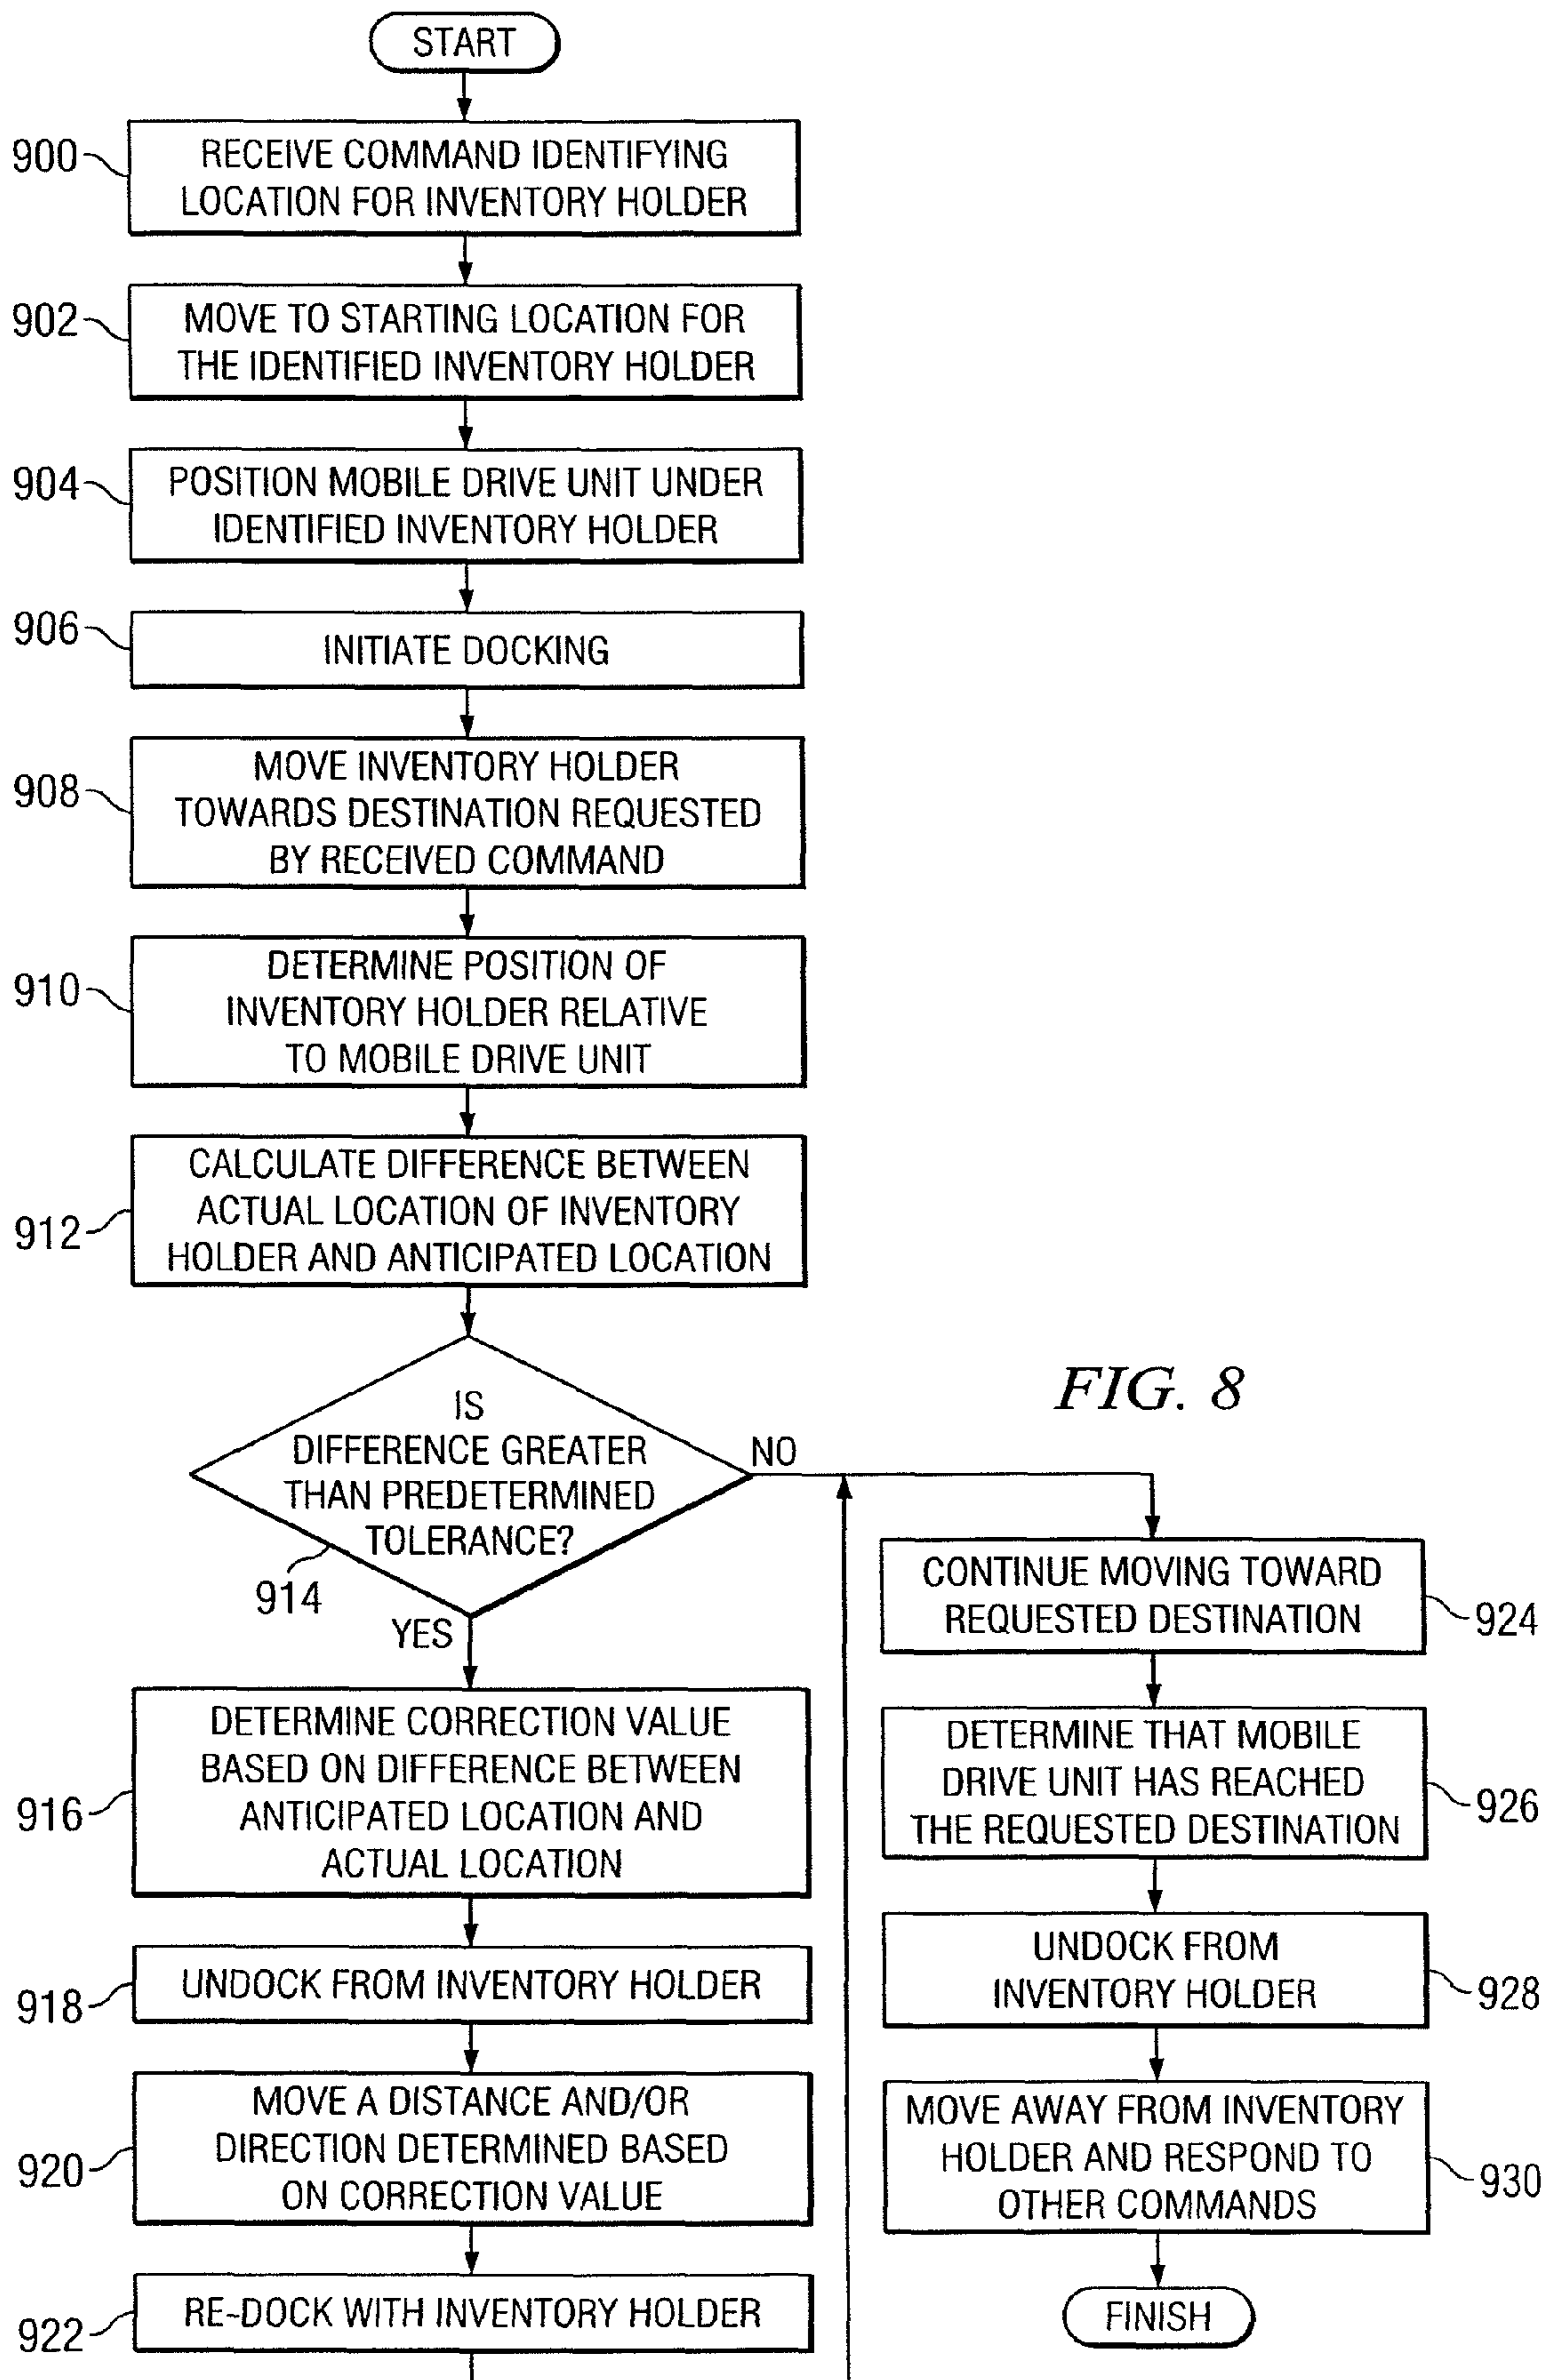 START
900
RECEIVE COMMAND IDENTIFYING
LOCATION FOR INVENTORY HOLDER
902
MOVE TO STARTING LOCATION FOR
THE IDENTIFIED INVENTORY HOLDER
904
POSITION MOBILE DRIVE UNIT UNDER
IDENTIFIED INVENTORY HOLDER
906
INITIATE DOCKING
908
MOVE INVENTORY HOLDER
TOWARDS DESTINATION REQUESTED
BY RECEIVED COMMAND
910
DETERMINE POSITION OF
INVENTORY HOLDER RELATIVE
TO MOBILE DRIVE UNIT
912
CALCULATE DIFFERENCE BETWEEN
ACTUAL LOCATION OF INVENTORY
HOLDER AND ANTICIPATED LOCATION
FIG. 8
IS
DIFFERENCE GREATER
THAN PREDETERMINED
TOLERANCE?
914
NO
YES
916
DETERMINE CORRECTION VALUE
BASED ON DIFFERENCE BETWEEN
ANTICIPATED LOCATION AND
ACTUAL LOCATION
918
UNDOCK FROM INVENTORY HOLDER
920
MOVE A DISTANCE AND/OR
DIRECTION DETERMINED BASED
ON CORRECTION VALUE
922
RE-DOCK WITH INVENTORY HOLDER
CONTINUE MOVING TOWARD
REQUESTED DESTINATION
924
DETERMINE THAT MOBILE
DRIVE UNIT HAS REACHED
THE REQUESTED DESTINATION
926
UNDOCK FROM
INVENTORY HOLDER
928
MOVE AWAY FROM INVENTORY
HOLDER AND RESPOND TO
OTHER COMMANDS
930
FINISH